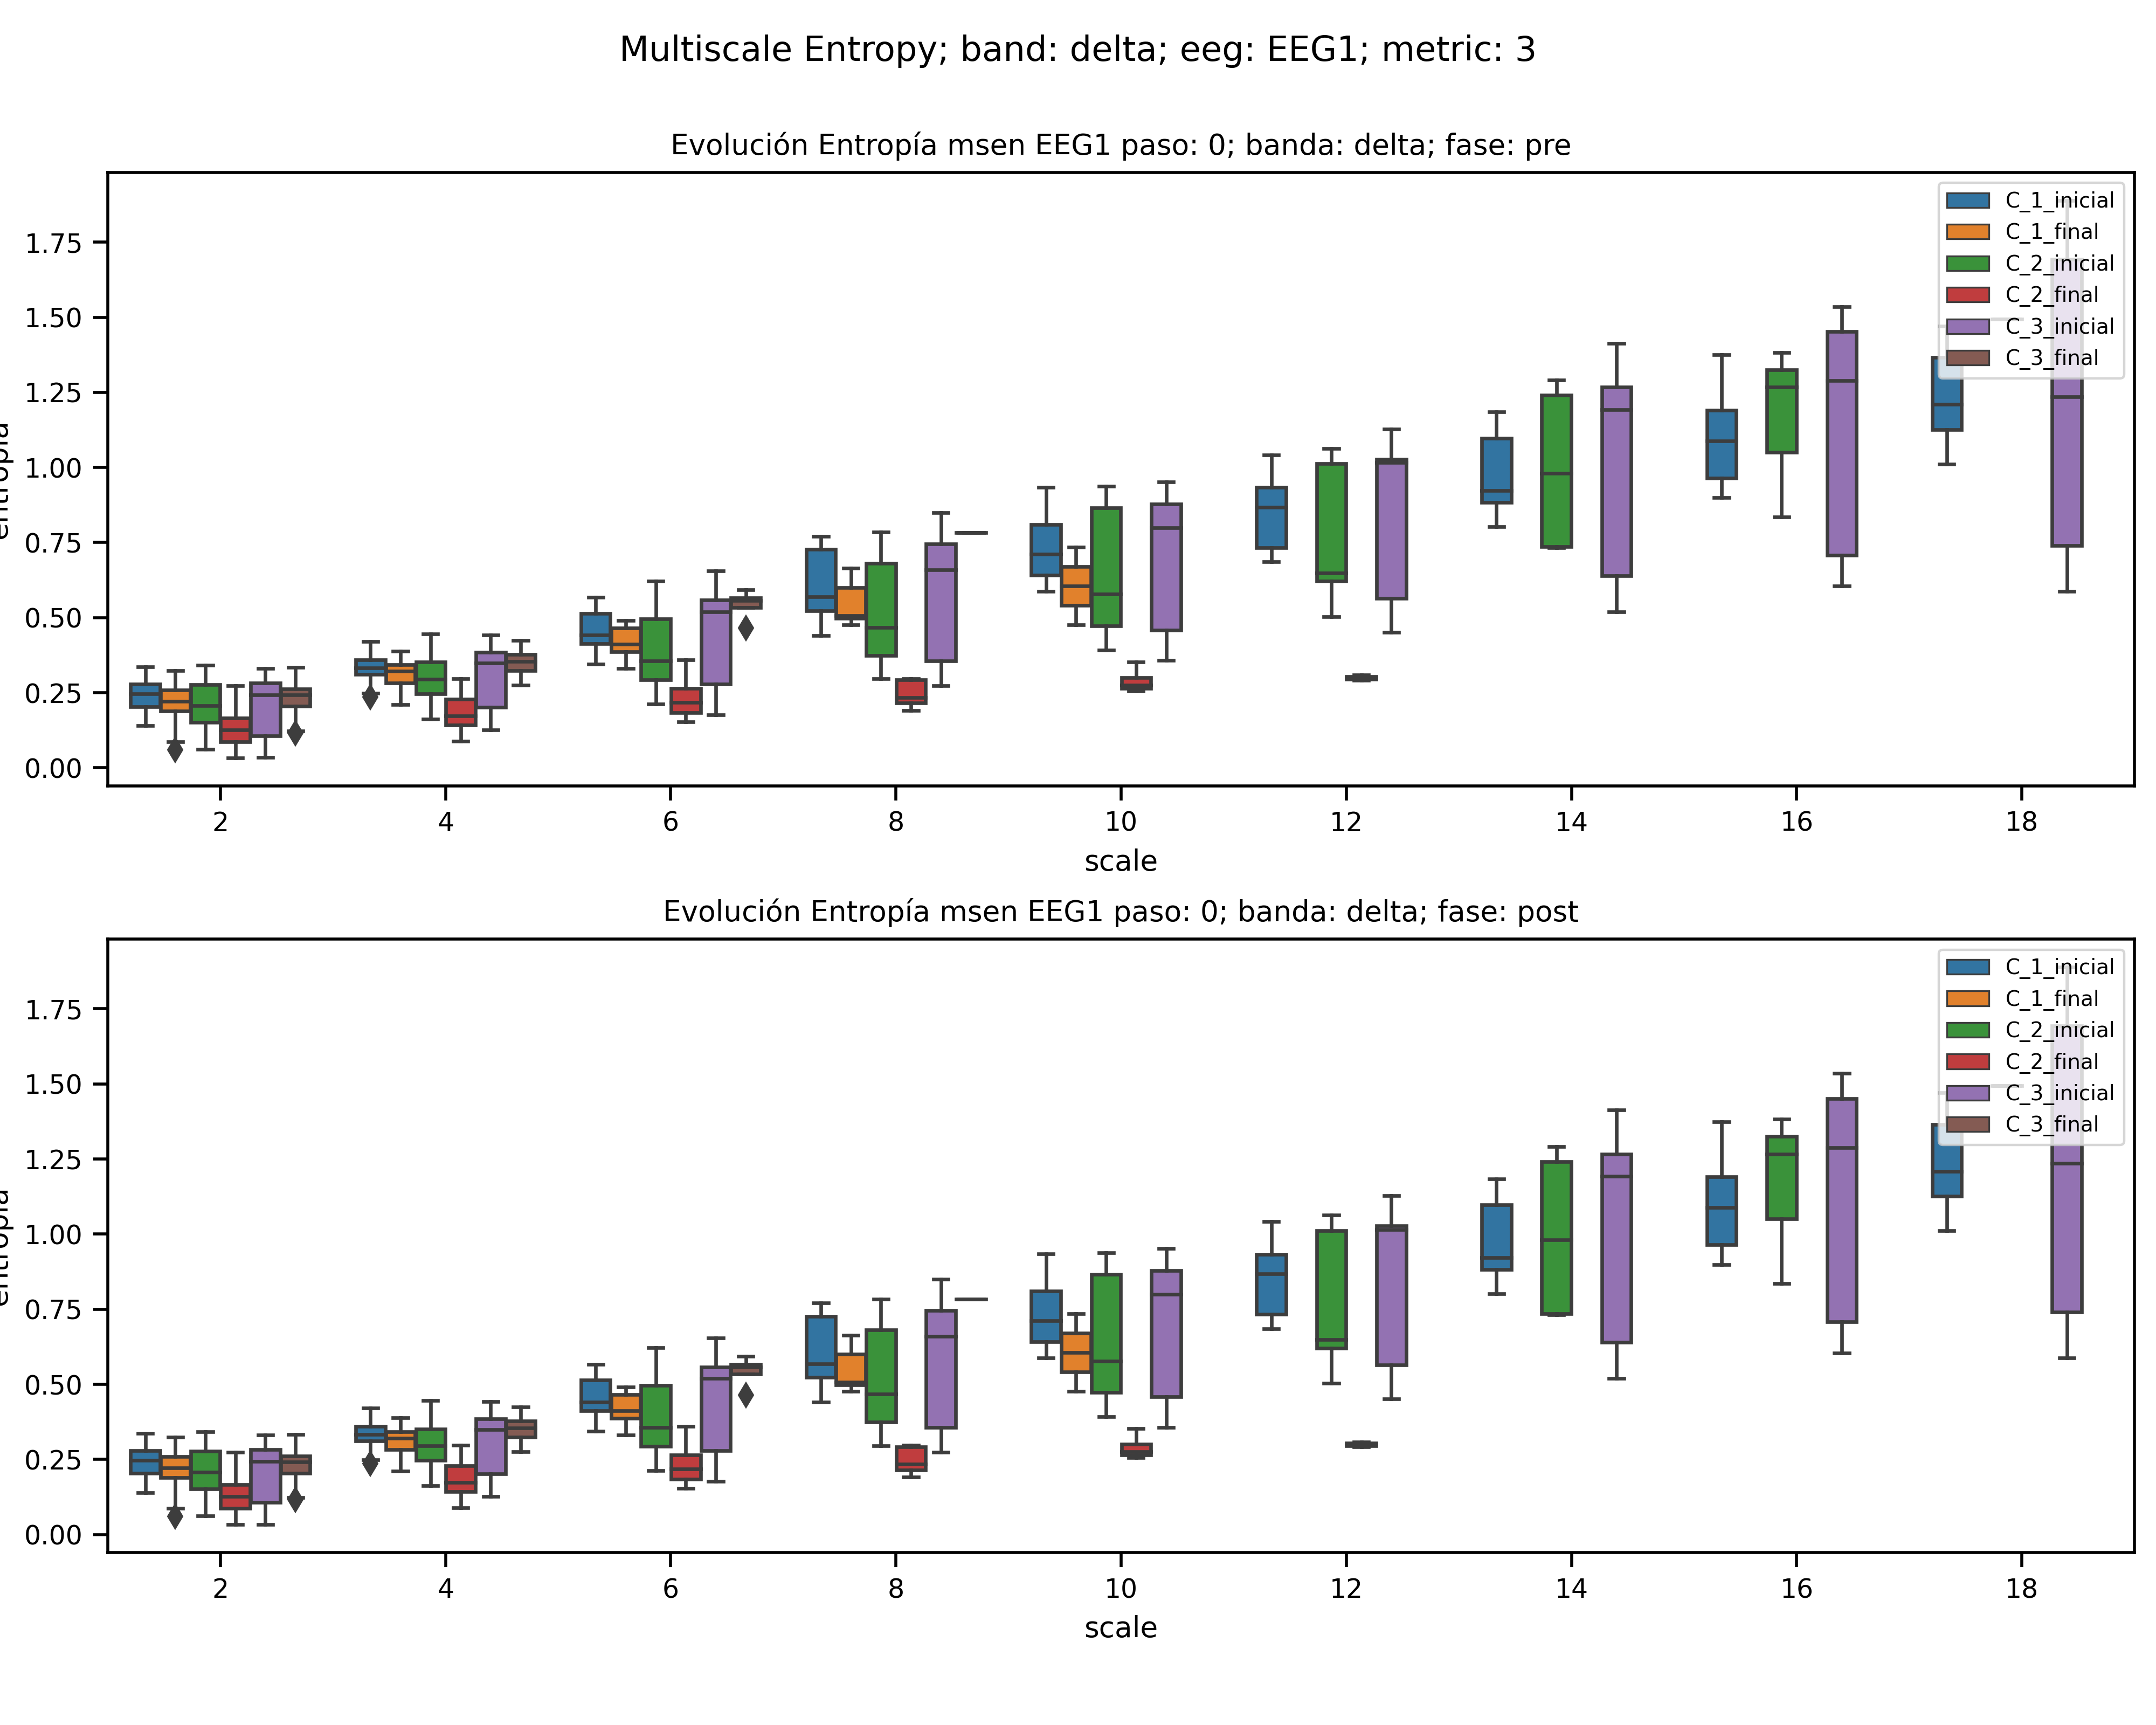 Multiscale Entropy; band: delta; eeg: EEG1; metric: 3
Evolución Entropía msen EEG1 paso: 0; banda: delta; fase: pre
C_1_inicial
C_1_final
C_2_inicial
C_2_final
C_3_inicial
C_3_final
1.75
1.50
1.25
1.00
0.75
0.50
0.25
0.00
entropia
2 4 6 8 10 12 14 16 18
scale
Evolución Entropía msen EEG1 paso: 0; banda: delta; fase: post
C_1_inicial
C_1_final
C_2_inicial
C_2_final
C_3_inicial
C_3_final
1.75
1.50
1.25
1.00
0.75
0.50
0.25
0.00
entropia
2 4 6 8 10 12 14 16 18
scale